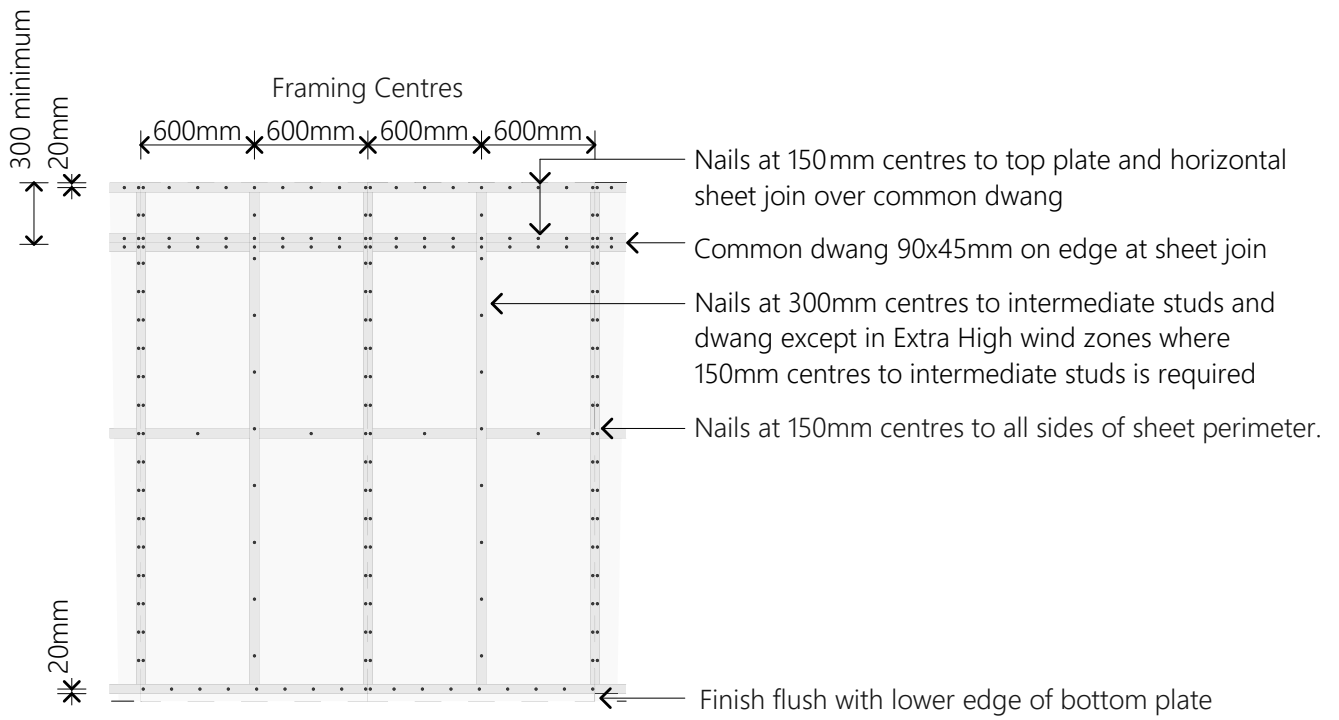 300 minimum
20mm
Framing Centres
600mm 600mm 600mm 600mm
Nails at 150mm centres to top plate and horizontal
sheet join over common dwang
Common dwang 90x45mm on edge at sheet join
Nails at 300mm centres to intermediate studs and
dwang except in Extra High wind zones where
150mm centres to intermediate studs is required
Nails at 150mm centres to all sides of sheet perimeter.
20mm
Finish flush with lower edge of bottom plate